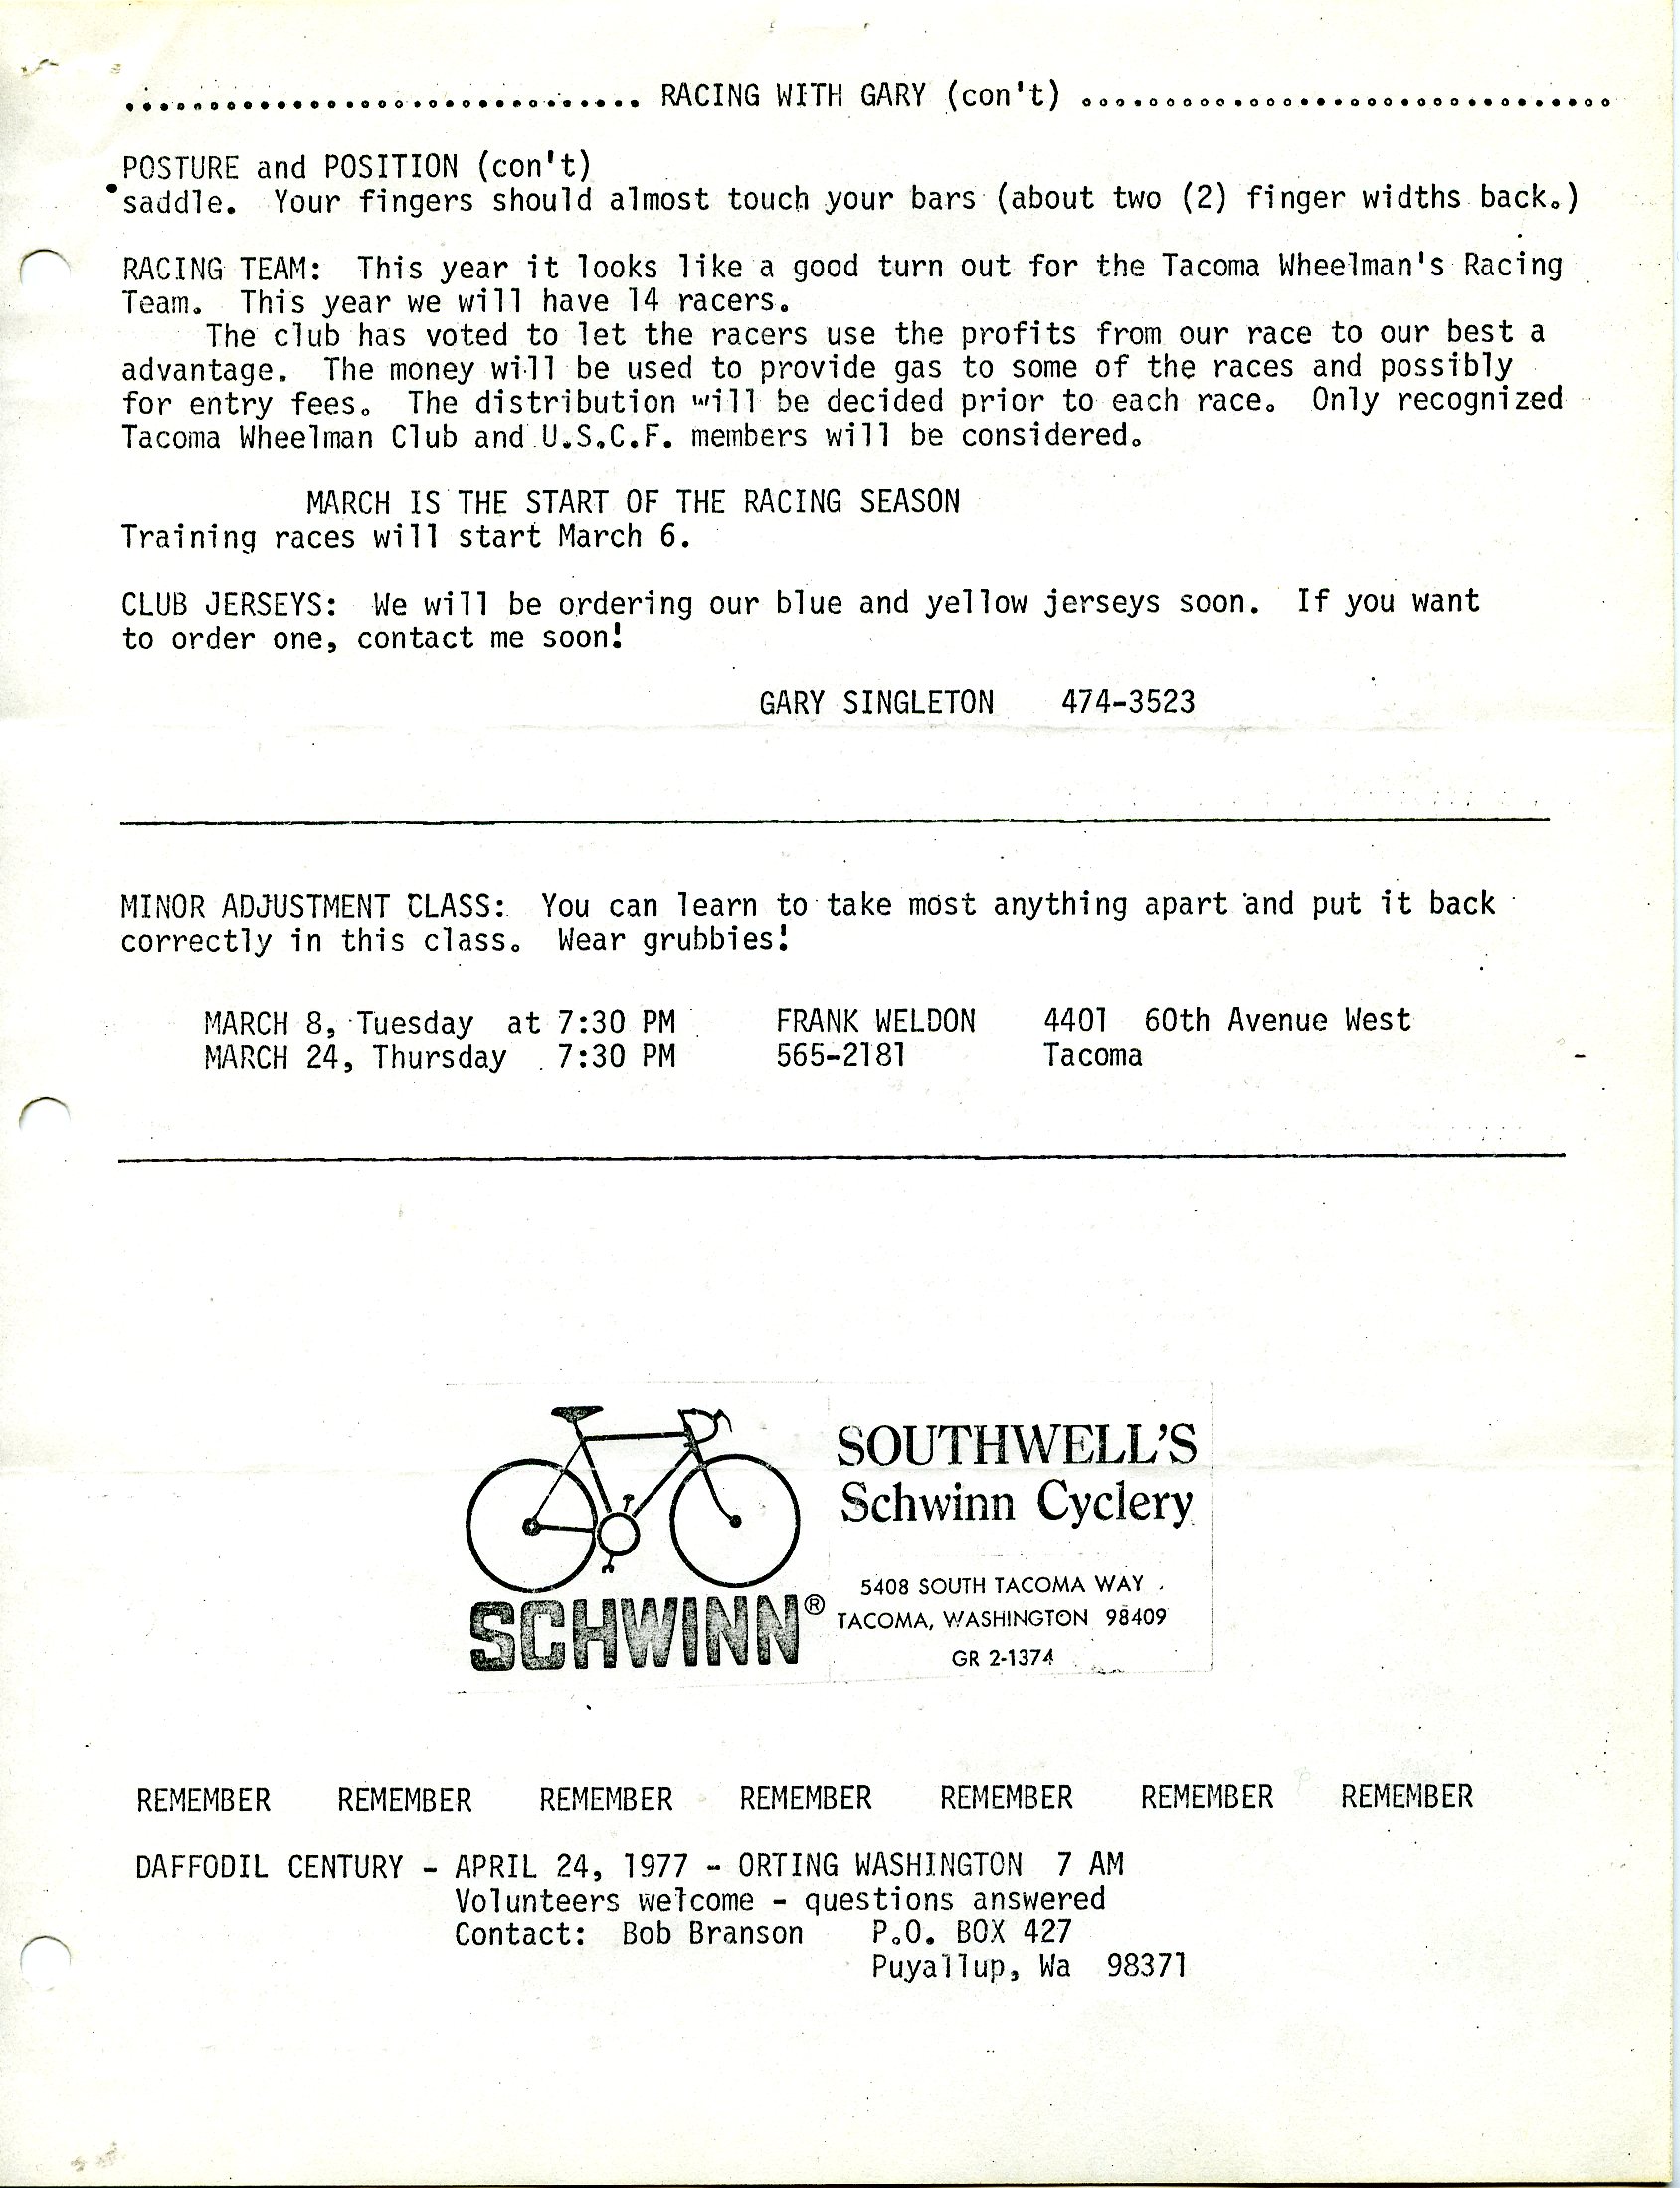 ................................ RACING WITH GARY (con't) ................................
POSTURE and POSITION (con't)
saddle. Your fingers should almost touch your bars (about two (2) finger widths back.)
RACING TEAM: This year it looks like a good turn out for the Tacoma Wheelman's Racing
Team. This year we will have 14 racers.
The club has voted to let the racers use the profits from our race to our best a
advantage. The money will be used to provide gas to some of the races and possibly
for entry fees. The distribution will be decided prior to each race. Only recognized
Tacoma Wheelman Club and U.S.C.F. members will be considered.
MARCH IS THE START OF THE RACING SEASON
Training races will start March 6.
CLUB JERSEYS: We will be ordering our blue and yellow jerseys soon. If you want
to order one, contact me soon!
GARY SINGLETON 474-3523
MINOR ADJUSTMENT CLASS: You can learn to take most anything apart and put it back
correctly in this class. Wear grubbies!
MARCH 8, Tuesday at 7:30 PM FRANK WELDON 4401 60th Avenue West
MARCH 24, Thursday 7:30 PM 565-2181 Tacoma
SOUTHWELL'S
Schwinn Cyclery
5408 SOUTH TACOMA WAY
TACOMA, WASHINGTON 98409
GR 2-1374
SCHWINN®
REMEMBER REMEMBER REMEMBER REMEMBER REMEMBER REMEMBER REMEMBER
DAFFODIL CENTURY - APRIL 24, 1977 - ORTING WASHINGTON 7 AM
Volunteers welcome - questions answered
Contact: Bob Branson P.O. BOX 427
Puyallup, Wa 98371